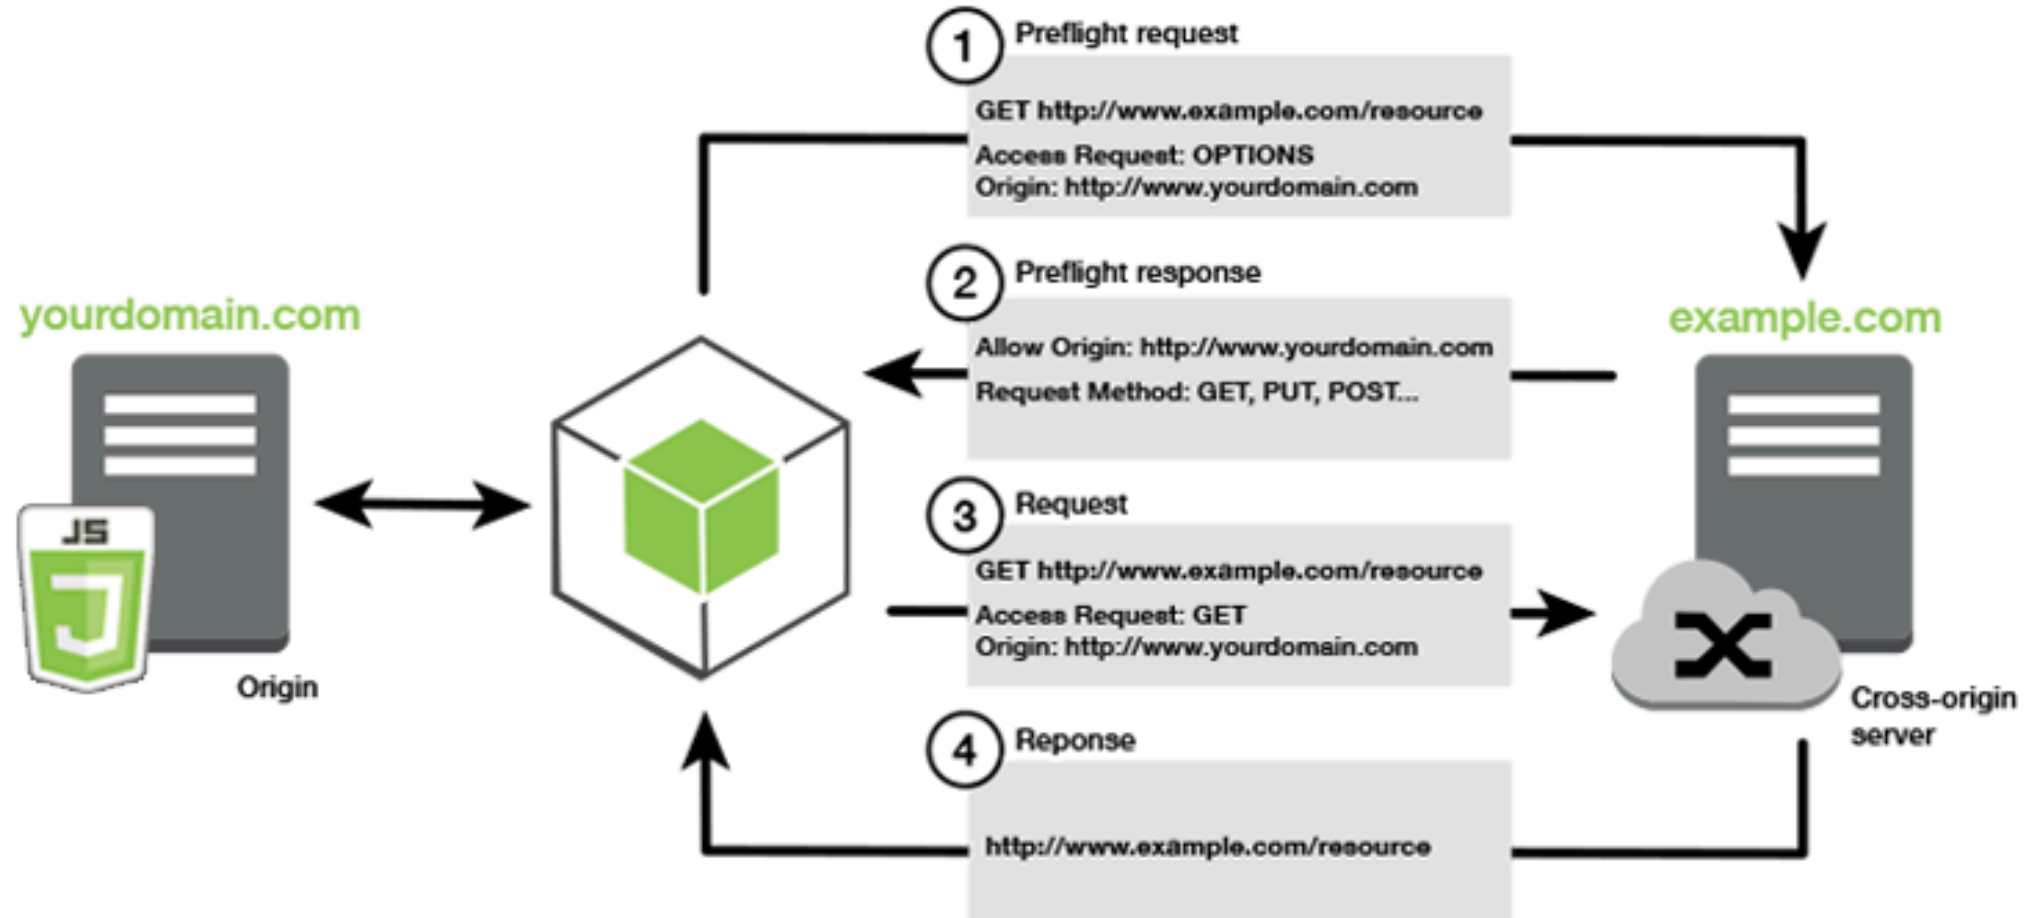 1 Preflight request
GET http://www.example.com/resource
Access Request: OPTIONS
Origin: http://www.yourdomain.com
2 Preflight response
Allow Origin: http://www.yourdomain.com
Request Method: GET, PUT, POST...
yourdomain.com
JS
Origin
example.com
3 Request
GET http://www.example.com/resource
Access Request: GET
Origin: http://www.yourdomain.com
Cross-origin
server
4 Reponse
http://www.example.com/resource